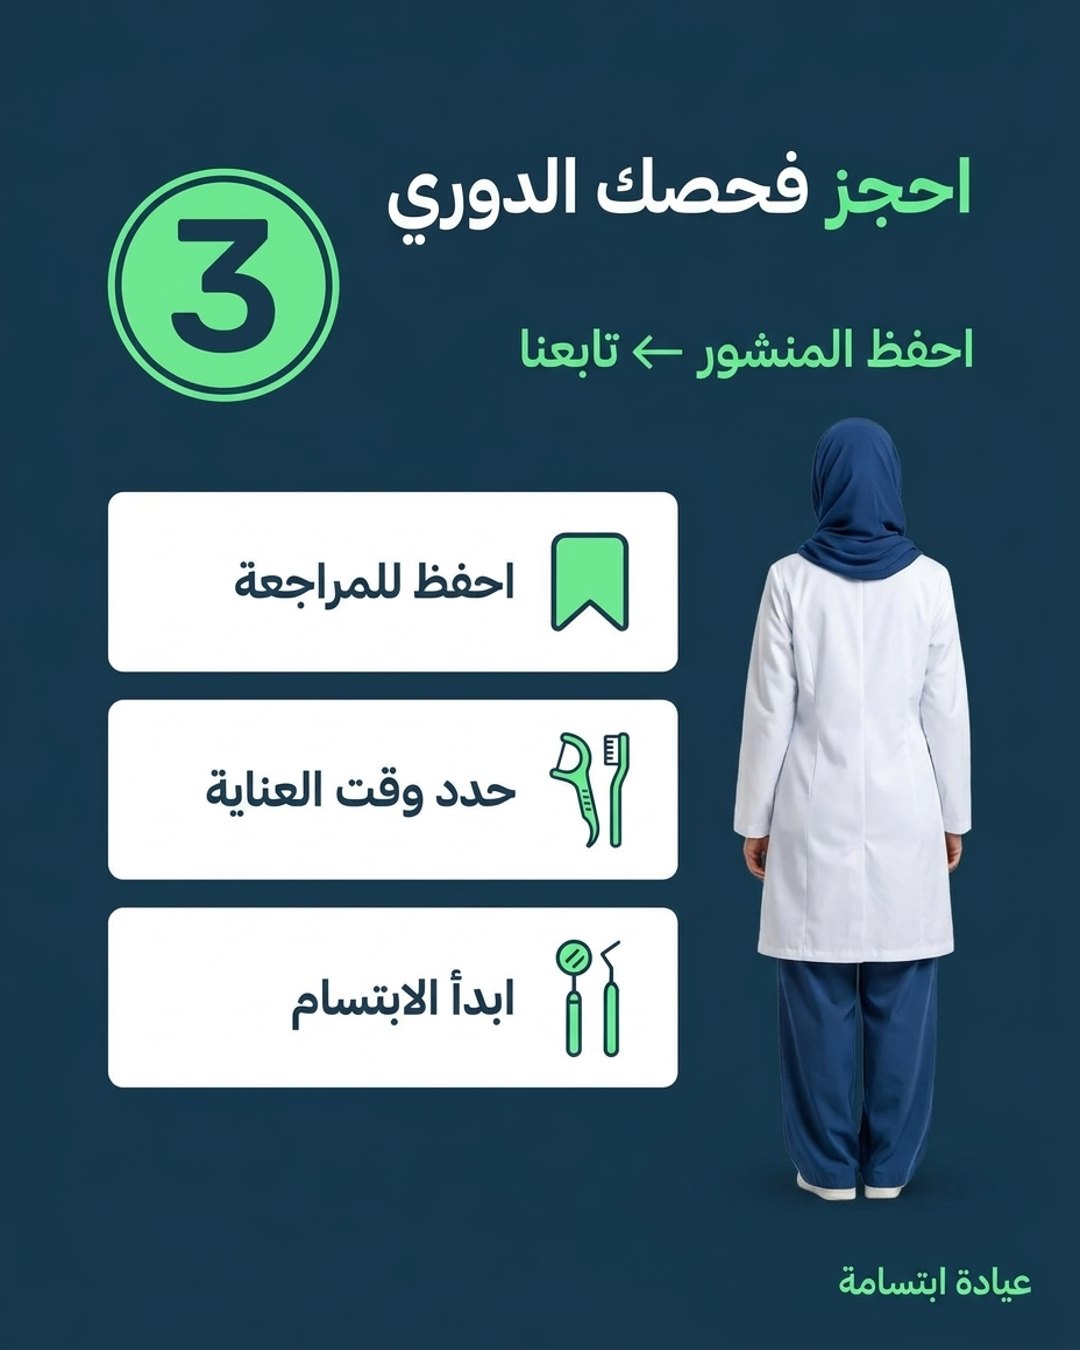 احجز فحصك الدوري
3
احفظ المنشور ← تابعنا
احفظ للمراجعة
حدد وقت العناية
ابدأ الابتسام
عيادة ابتسامة